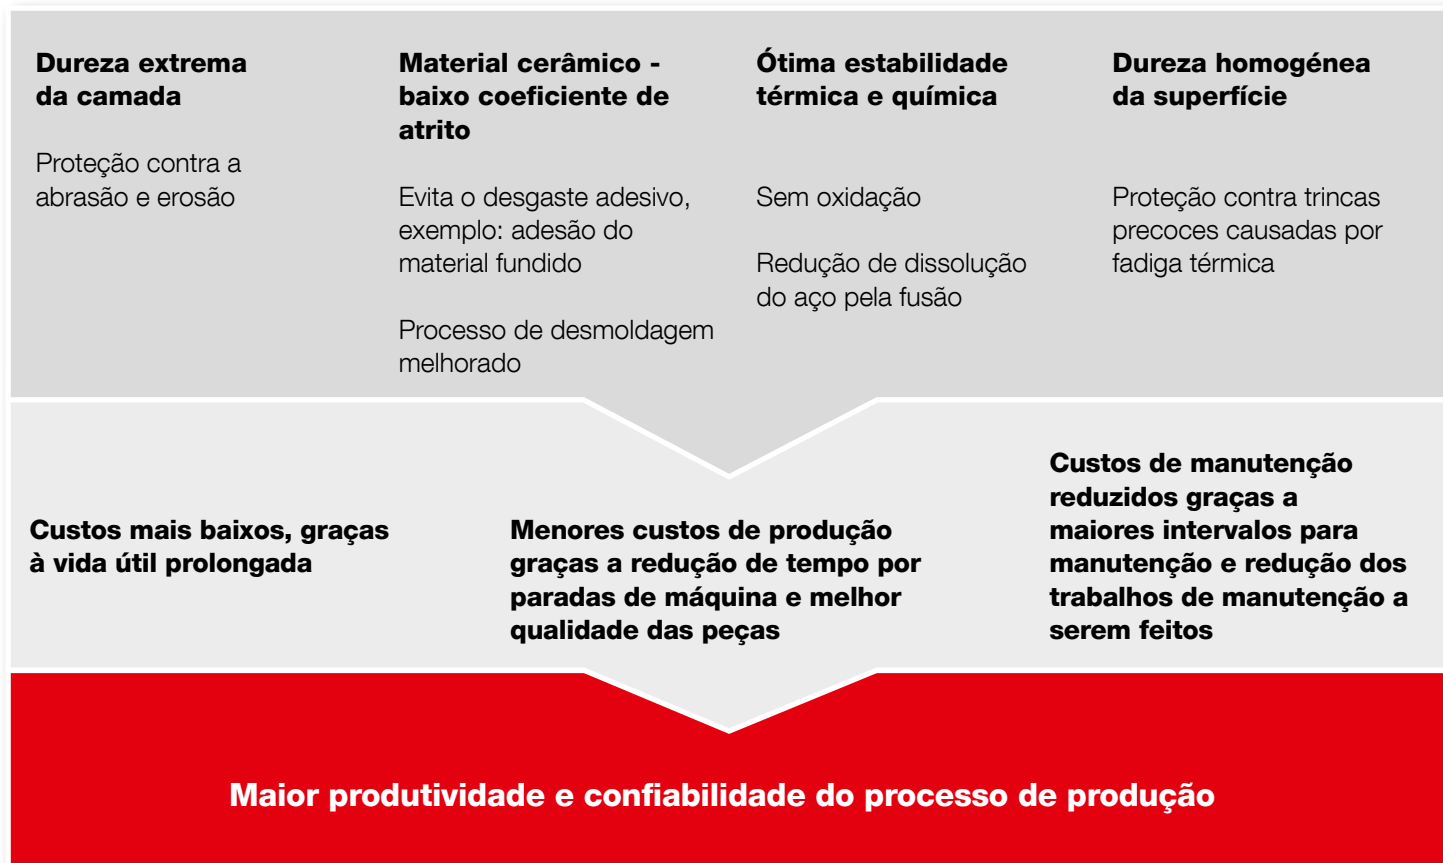 Dureza extrema
da camada
Proteção contra a
abrasão e erosão
Material cerâmico -
baixo coeficiente de
atrito
Evita o desgaste adesivo,
exemplo: adesão do
material fundido
Processo de desmoldagem
melhorado
Ótima estabilidade
térmica e química
Sem oxidação
Redução de dissolução
do aço pela fusão
Dureza homogénea
da superfície
Proteção contra trincas
precoces causadas por
fadiga térmica
Custos mais baixos, graças
à vida útil prolongada
Menores custos de produção
graças a redução de tempo por
paradas de máquina e melhor
qualidade das peças
Custos de manutenção
reduzidos graças a
maiores intervalos para
manutenção e redução dos
trabalhos de manutenção a
serem feitos
Maior produtividade e confiabilidade do processo de produção